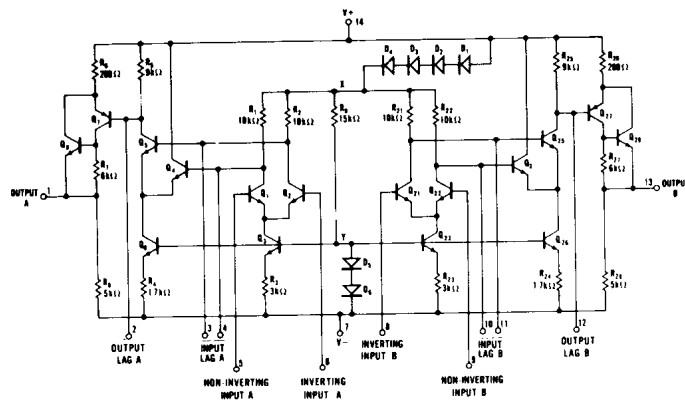 V+
14
D4 D3 D2 D1
R6
200Ω
R5
9kΩ
R25
9kΩ
R26
200Ω
X
R1
10kΩ
R2
10kΩ
R9
15kΩ
R21
10kΩ
R22
10kΩ
Q7
Q8
Q5
Q4
Q25
Q27
Q28
R7
6kΩ
R27
6kΩ
Q1
Q2
Q21
Q22
OUTPUT
A
1
13
OUTPUT
B
Q6
Q3
Y
Q23
Q26
D5
D6
R8
5kΩ
R4
1.7kΩ
R3
3kΩ
R23
3kΩ
R24
1.7kΩ
R28
5kΩ
2
OUTPUT
LAG A
3
4
INPUT
LAG A
5
NON-INVERTING
INPUT A
6
INVERTING
INPUT A
7
V-
8
INVERTING
INPUT B
9
NON-INVERTING
INPUT B
10
11
INPUT
LAG B
12
OUTPUT
LAG B